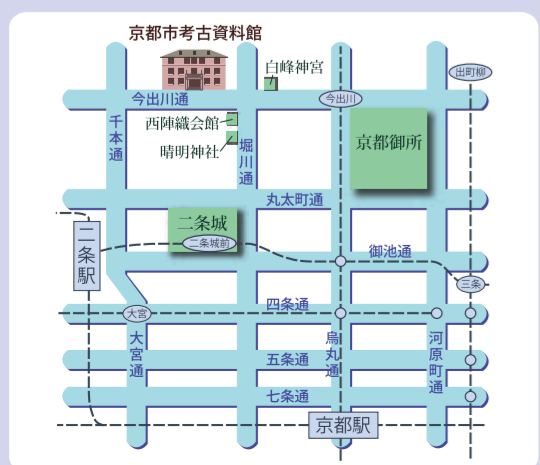 京都市考古資料館
白峰神宮
出町柳
今出川通
今出川
千本通
西陣織会館
晴明神社
堀川通
京都御所
丸太町通
二条城
二条城前
二条駅
御池通
三条
四条通
大宮
大宮通
烏丸通
河原町通
五条通
七条通
京都駅